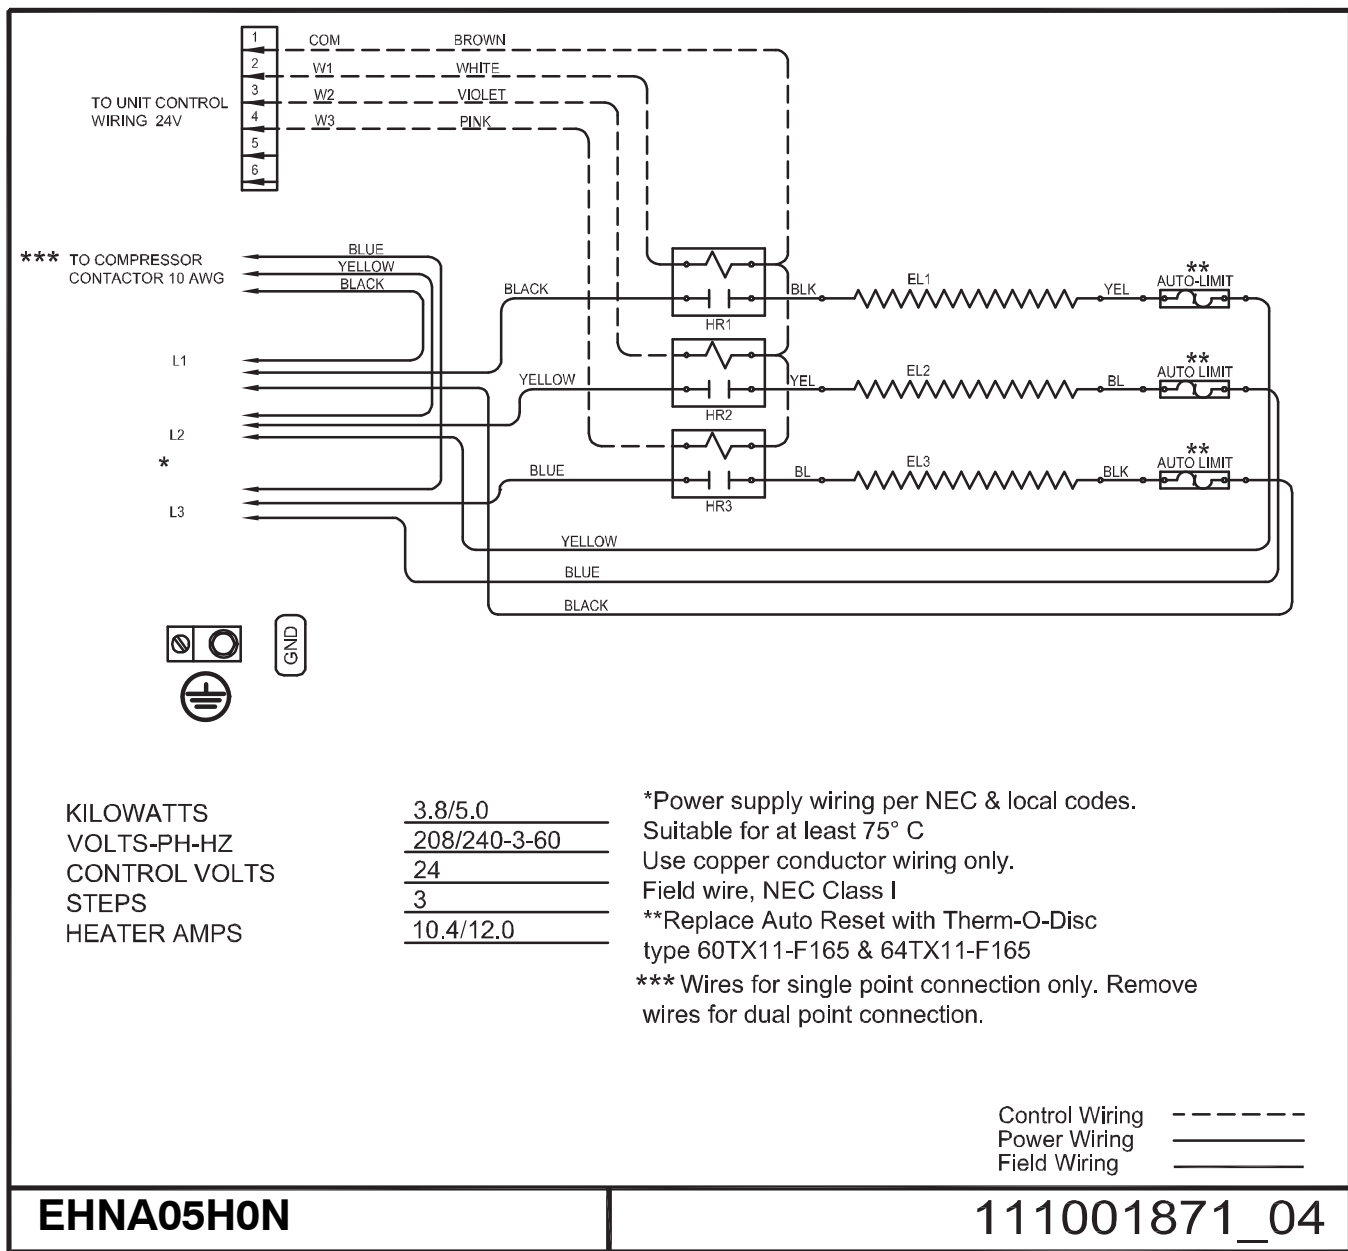 1 COM BROWN
2 W1 WHITE
3 W2 VIOLET
4 W3 PINK
5
6
TO UNIT CONTROL
WIRING 24V
*** TO COMPRESSOR
CONTACTOR 10 AWG
BLUE
YELLOW
BLACK
L1
L2
*
L3
BLACK
HR1
BLK
EL1
YEL
**
AUTO-LIMIT
YELLOW
HR2
YEL
EL2
BL
**
AUTO LIMIT
BLUE
HR3
BL
EL3
BLK
**
AUTO LIMIT
YELLOW
BLUE
BLACK
GND
KILOWATTS 3.8/5.0
VOLTS-PH-HZ 208/240-3-60
CONTROL VOLTS 24
STEPS 3
HEATER AMPS 10.4/12.0
*Power supply wiring per NEC & local codes.
Suitable for at least 75° C
Use copper conductor wiring only.
Field wire, NEC Class I
**Replace Auto Reset with Therm-O-Disc
type 60TX11-F165 & 64TX11-F165
*** Wires for single point connection only. Remove
wires for dual point connection.
Control Wiring
Power Wiring
Field Wiring
EHNA05H0N
111001871_04